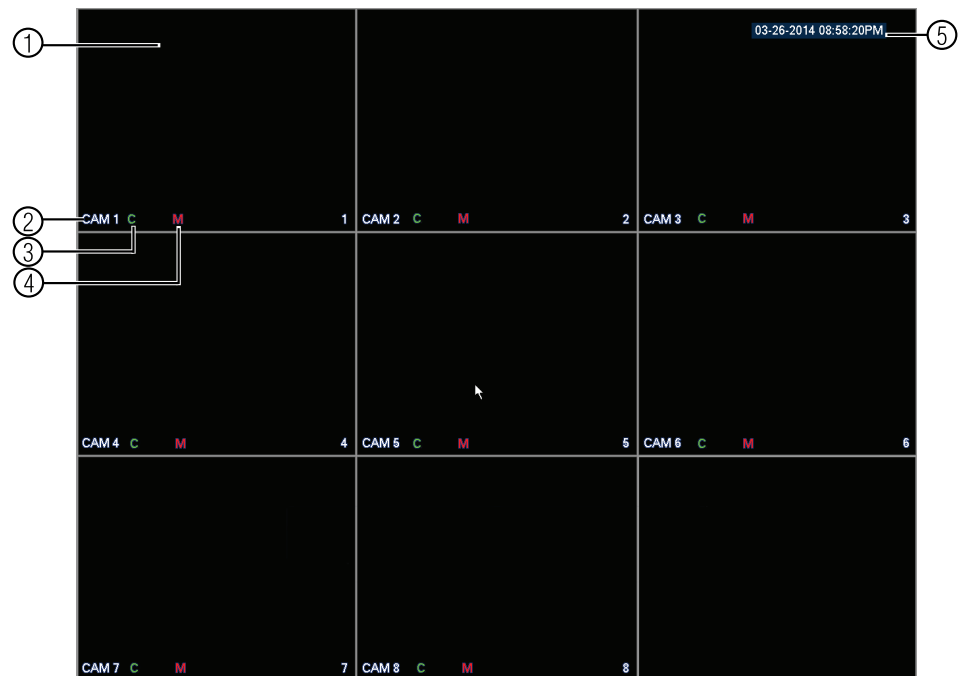 ① 03-26-2014 08:58:20PM ⑤
② CAM 1 C M 1 CAM 2 C M 2 CAM 3 C M 3
③
④
CAM 4 C M 4 CAM 5 C M 5 CAM 6 C M 6
CAM 7 C M 7 CAM 8 C M 8